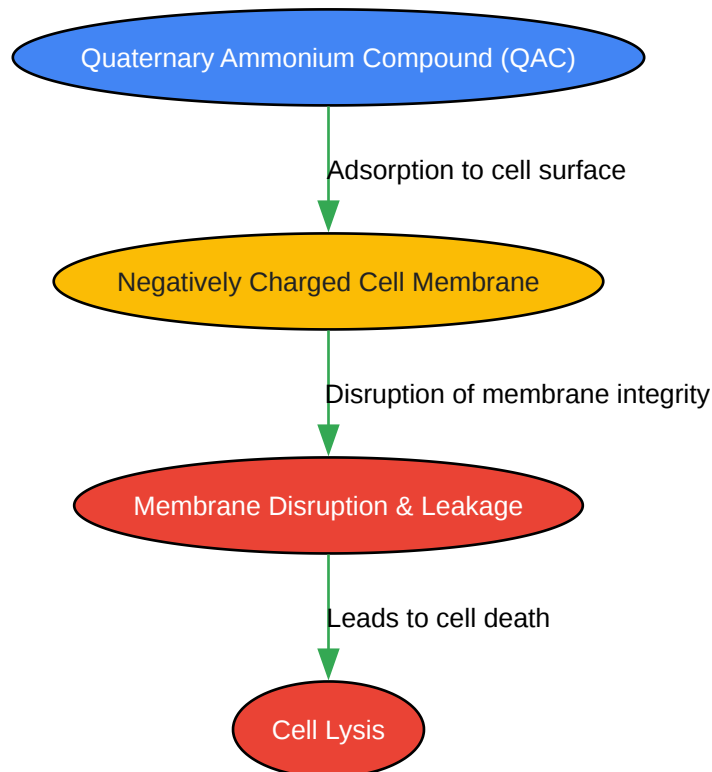 Quaternary Ammonium Compound (QAC)
Adsorption to cell surface
Negatively Charged Cell Membrane
Disruption of membrane integrity
Membrane Disruption & Leakage
Leads to cell death
Cell Lysis